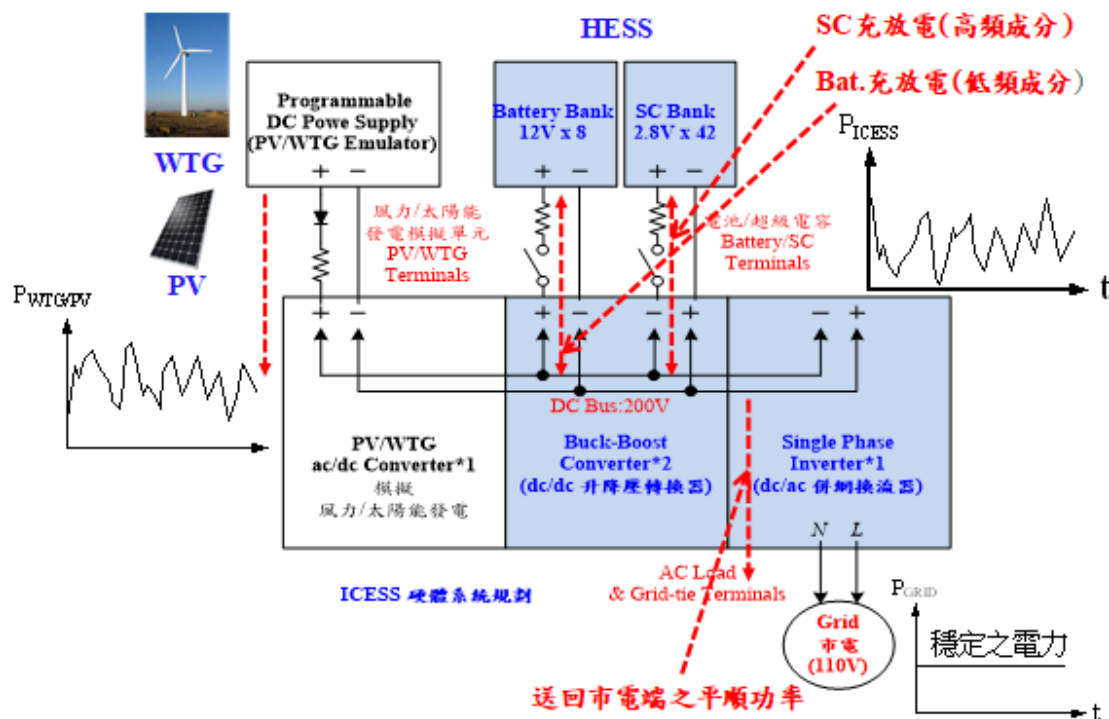 HESS
SC 充放電(高頻成分)
Bat.充放電(低頻成分)
WTG
PV
Programmable
DC Powe Supply
(PV/WTG Emulator)
+ −
Battery Bank
12V x 8
+ −
SC Bank
2.8V x 42
+ −
P_ICESS
t
風力/太陽能
發電模擬單元
PV/WTG
Terminals
電池/超級電容
Battery/SC
Terminals
P_WTG/PV
+ − + − − + − +
DC Bus:200V
PV/WTG
ac/dc Converter*1
模擬
風力/太陽能發電
Buck-Boost
Converter*2
(dc/dc 升降壓轉換器)
Single Phase
Inverter*1
(dc/ac 併網換流器)
N L
ICESS 硬體系統規劃
AC Load
& Grid-tie Terminals
Grid
市電
(110V)
P_GRID
穩定之電力
t
送回市電端之平順功率